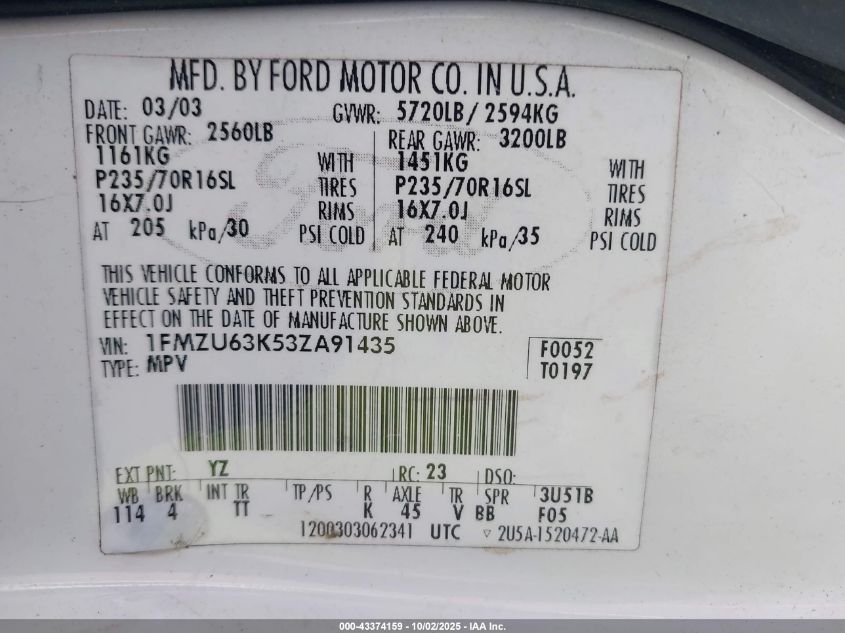 MFD. BY FORD MOTOR CO. IN U.S.A.
DATE: 03/03 GVWR: 5720LB/ 2594KG
FRONT GAWR: 2560LB REAR GAWR: 3200LB
1161KG WITH 1451KG WITH
P235/70R16SL TIRES P235/70R16SL TIRES
16X7.0J RIMS 16X7.0J RIMS
AT 205 kPa/30 PSI COLD AT 240 kPa/35 PSI COLD
THIS VEHICLE CONFORMS TO ALL APPLICABLE FEDERAL MOTOR
VEHICLE SAFETY AND THEFT PREVENTION STANDARDS IN
EFFECT ON THE DATE OF MANUFACTURE SHOWN ABOVE.
VIN: 1FMZU63K53ZA91435 F0052
TYPE: MPV T0197
EXT PNT: YZ RC: 23 DSO:
WB BRK INT TR TP/PS R AXLE TR SPR 3U51B
114 4 TT K 45 V BB F05
1200303062341 UTC ▽ 2U5A-1520472-AA
000-43374159 - 10/02/2025 - IAA Inc.